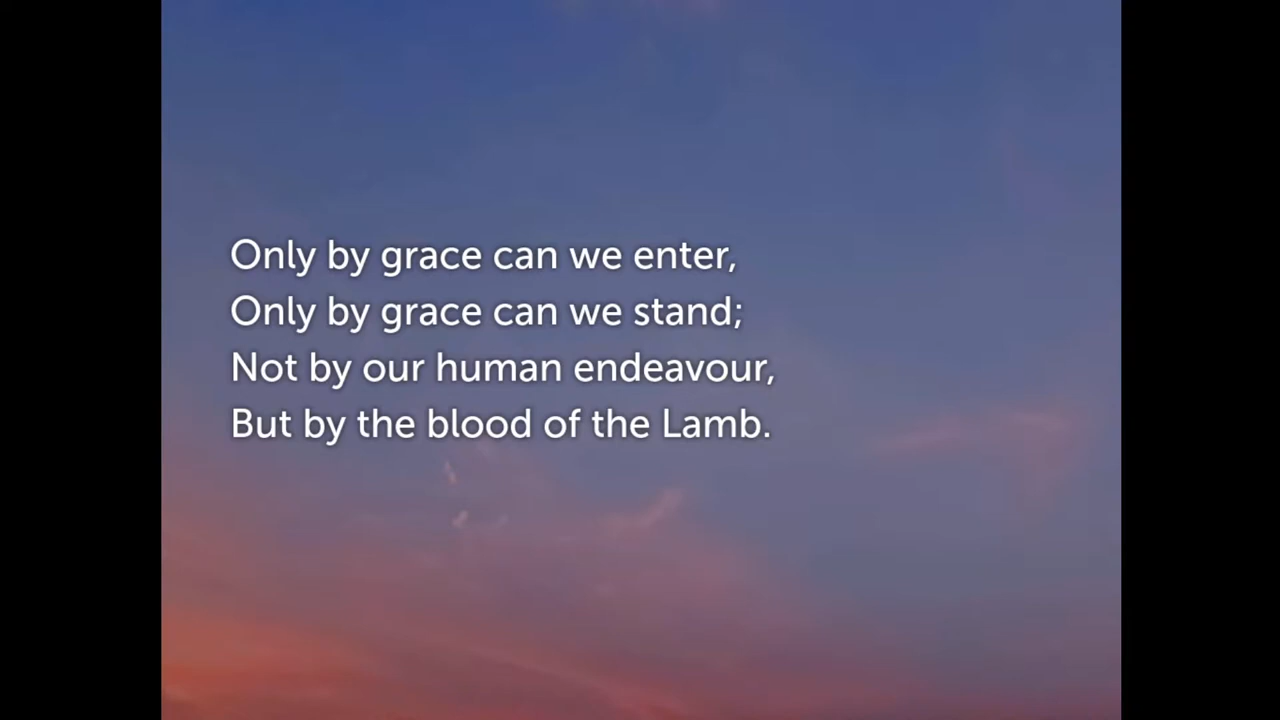 Only by grace can we enter,
Only by grace can we stand;
Not by our human endeavour,
But by the blood of the Lamb.